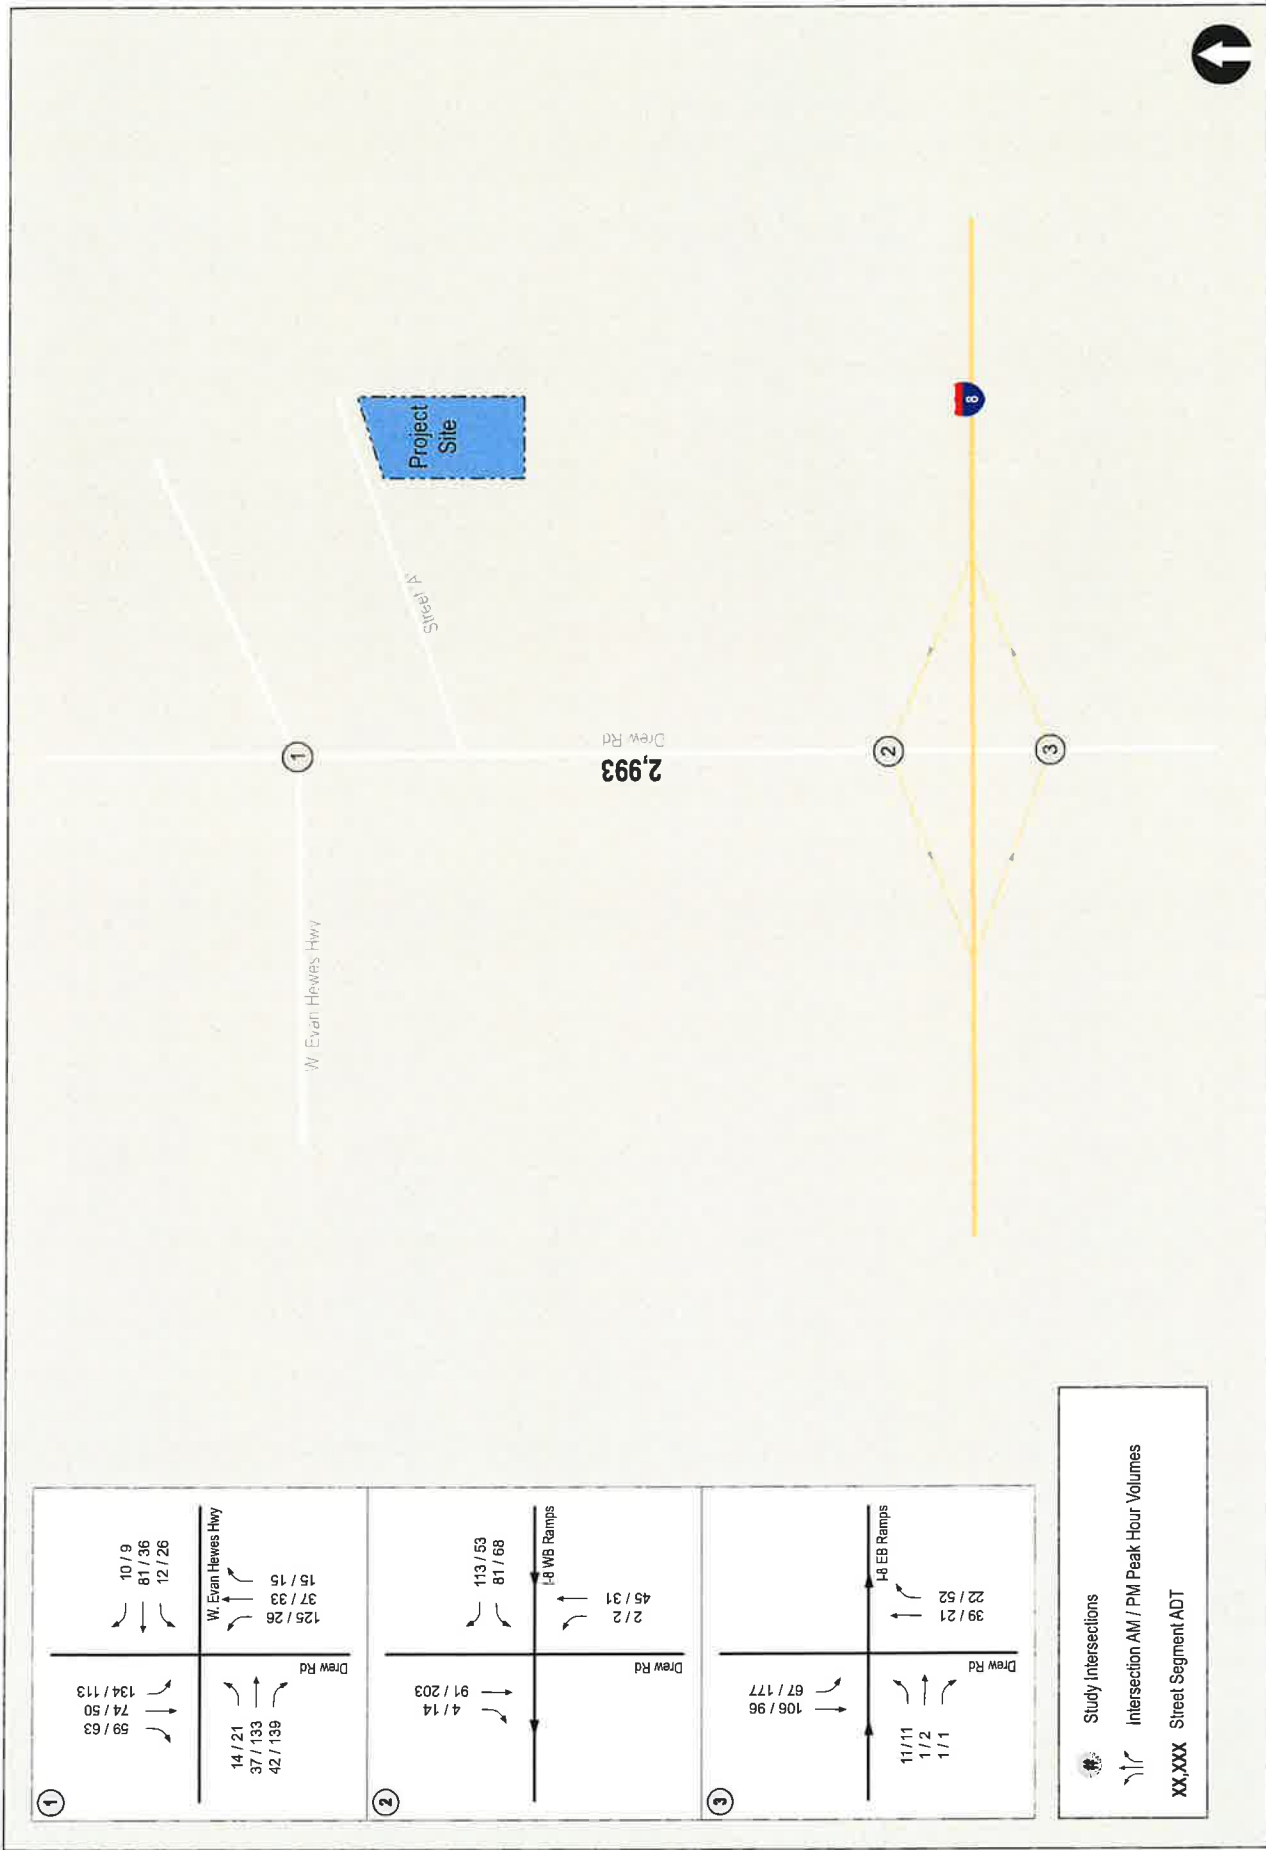 1
10 / 9
81 / 36
12 / 26
W. Evan Hewes Hwy
59 / 63
74 / 50
134 / 113
Drew Rd
14 / 21
37 / 133
42 / 139
125 / 26
37 / 33
15 / 15
2
113 / 53
81 / 68
I-8 WB Ramps
4 / 14
91 / 203
Drew Rd
2 / 2
45 / 31
3
I-8 EB Ramps
106 / 96
67 / 177
Drew Rd
11 / 11
1 / 2
1 / 1
39 / 21
22 / 52
#
Study Intersections
Intersection AM / PM Peak Hour Volumes
XX,XXX Street Segment ADT
W. Evan Hewes Hwy
1
Street A
Project
Site
Drew Rd
2,993
2
8
3